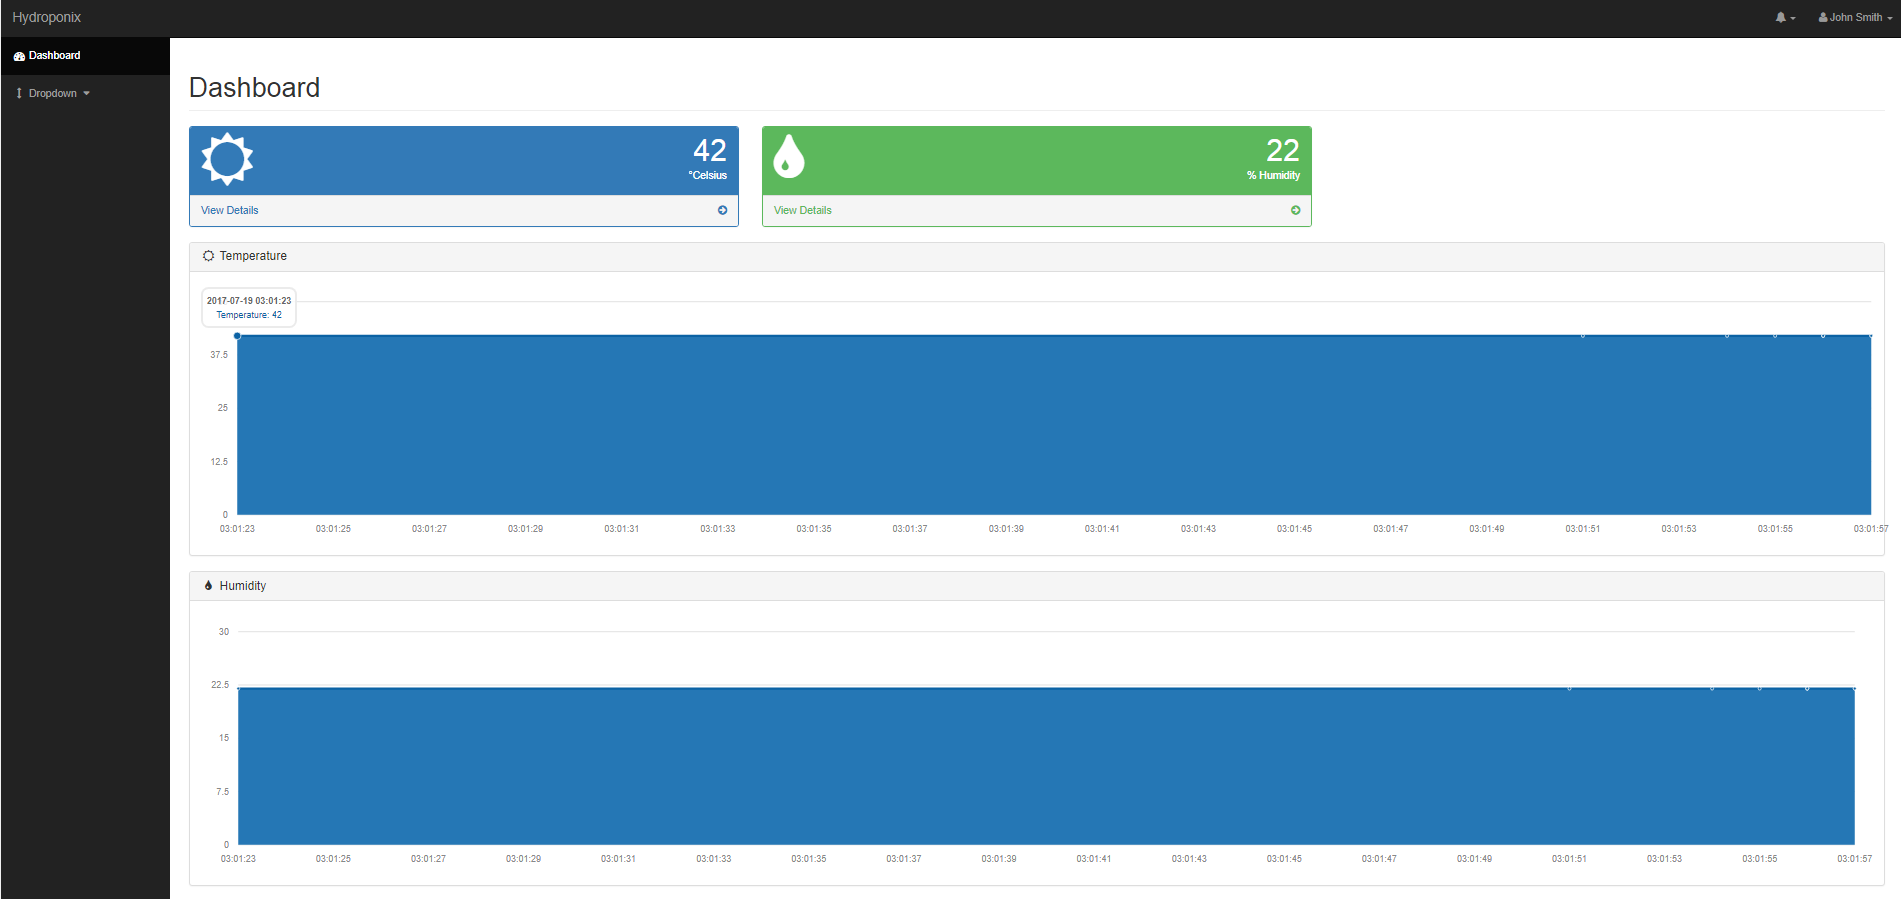 Hydroponix
John Smith
Dashboard
Dropdown
Dashboard
42
°Celsius
View Details
22
% Humidity
View Details
Temperature
2017-07-19 03:01:23
Temperature: 42
37.5
25
12.5
0
03:01:23 03:01:25 03:01:27 03:01:29 03:01:31 03:01:33 03:01:35 03:01:37 03:01:39 03:01:41 03:01:43 03:01:45 03:01:47 03:01:49 03:01:51 03:01:53 03:01:55 03:01:57
Humidity
30
22.5
15
7.5
0
03:01:23 03:01:25 03:01:27 03:01:29 03:01:31 03:01:33 03:01:35 03:01:37 03:01:39 03:01:41 03:01:43 03:01:45 03:01:47 03:01:49 03:01:51 03:01:53 03:01:55 03:01:57